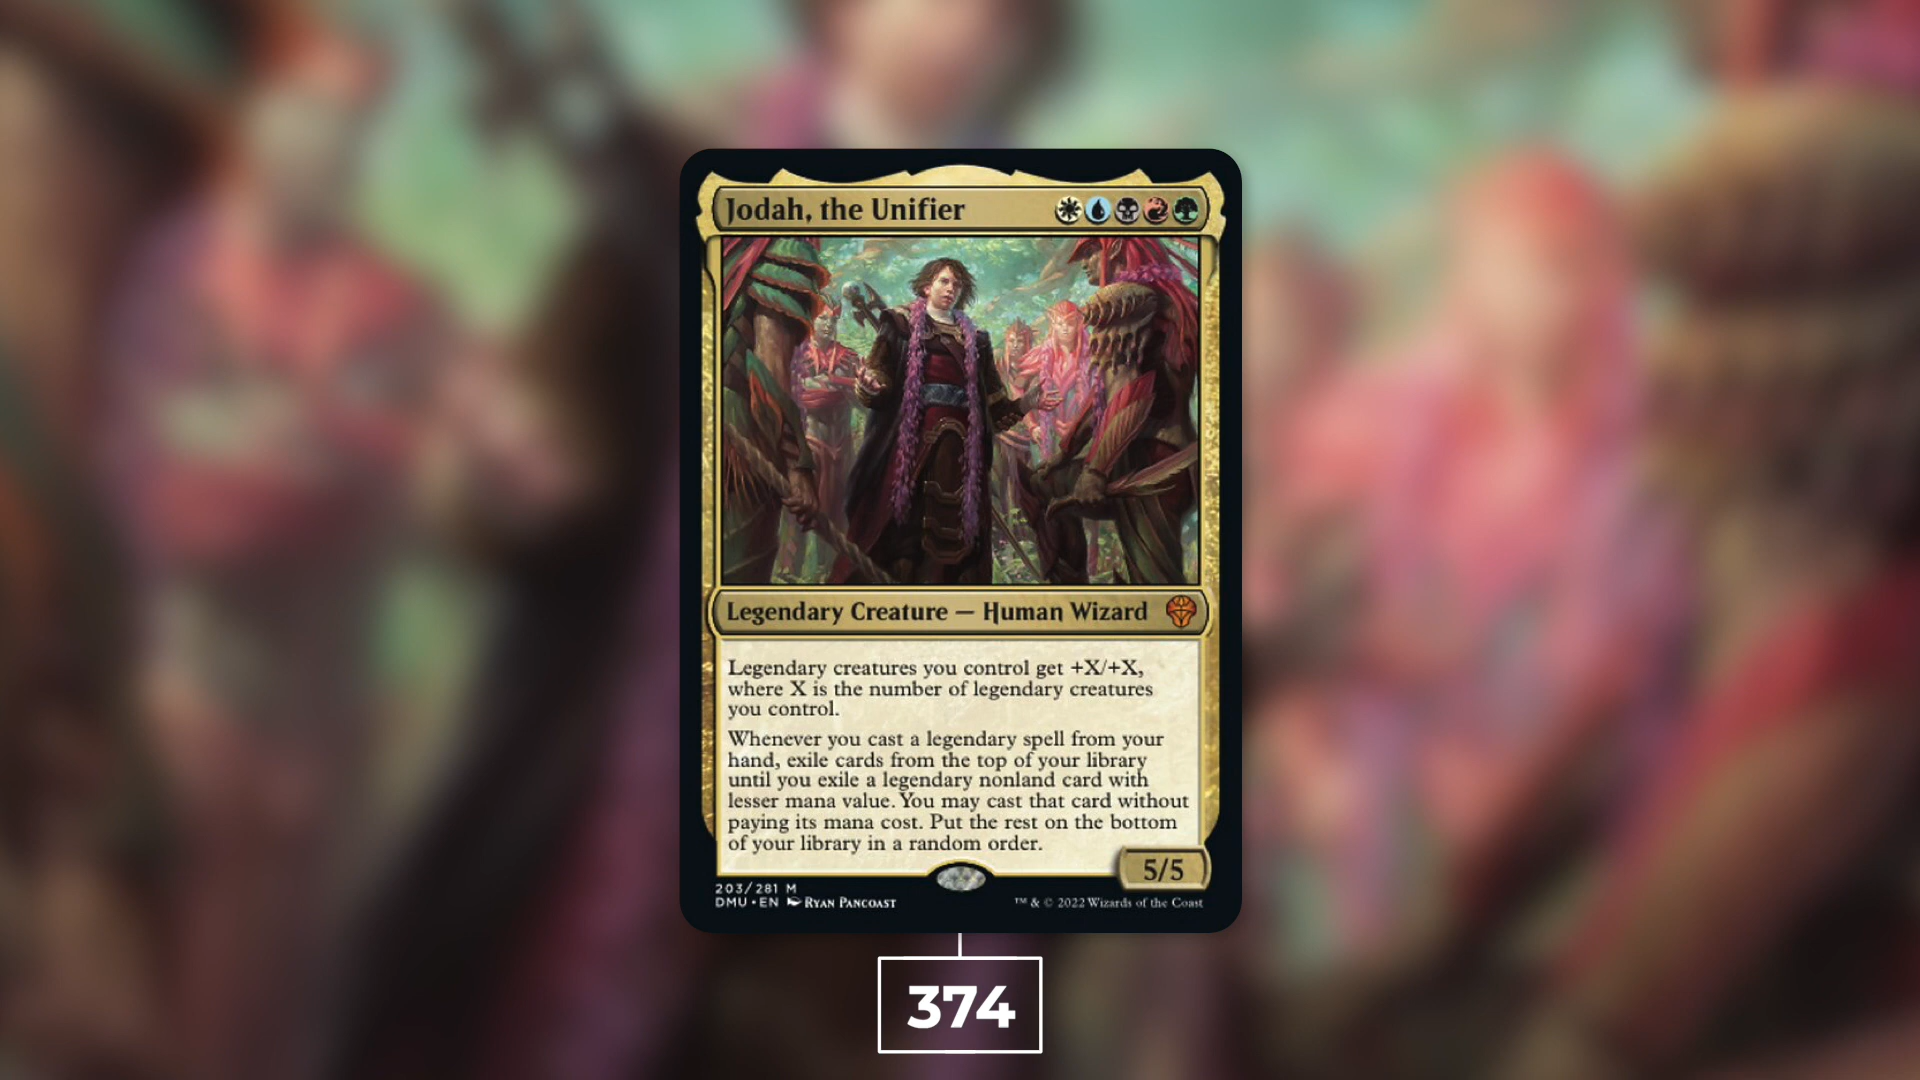 Jodah, the Unifier
Legendary Creature — Human Wizard
Legendary creatures you control get +X/+X,
where X is the number of legendary creatures
you control.
Whenever you cast a legendary spell from your
hand, exile cards from the top of your library
until you exile a legendary nonland card with
lesser mana value. You may cast that card without
paying its mana cost. Put the rest on the bottom
of your library in a random order.
5/5
203/281 M
DMU • EN Ryan Pancoast
™ & © 2022 Wizards of the Coast
374